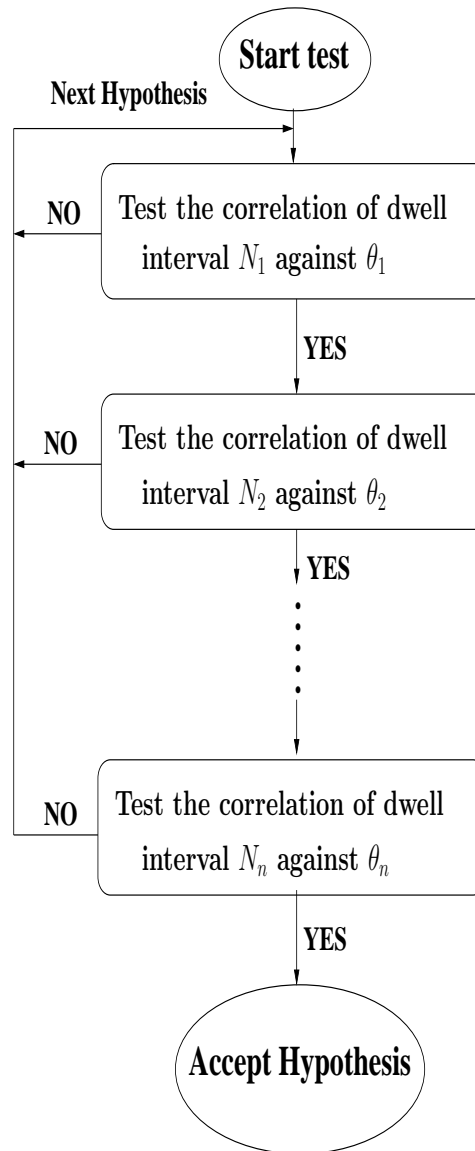 Start test
Next Hypothesis
NO
Test the correlation of dwell
interval N₁ against θ₁
YES
NO
Test the correlation of dwell
interval N₂ against θ₂
YES
NO
Test the correlation of dwell
interval Nₙ against θₙ
YES
Accept Hypothesis